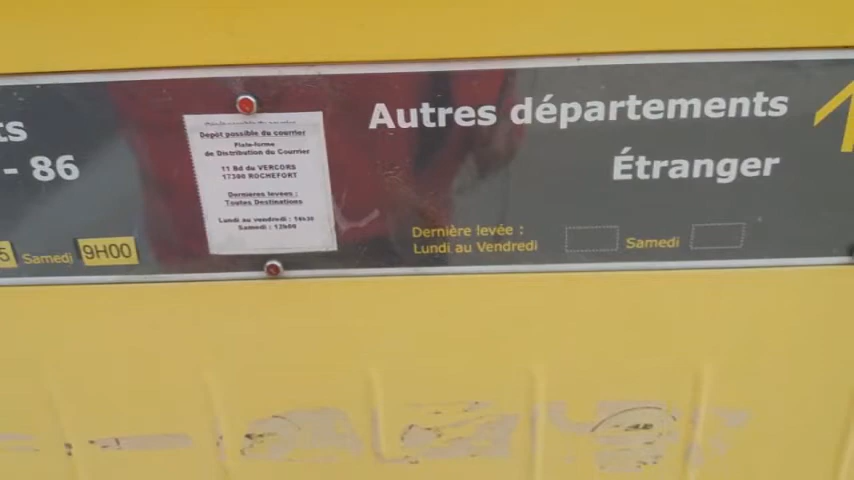 ts
- 86
5 Samedi 9H00
Dépôt possible du courrier
Plate-forme
de Distribution du Courrier
11 Bd du VERCORS
17300 ROCHEFORT
Dernières levées :
Toutes Destinations
Lundi au vendredi : 16h30
Samedi : 12h00
Autres départements
Étranger
Dernière levée :
Lundi au Vendredi
Samedi